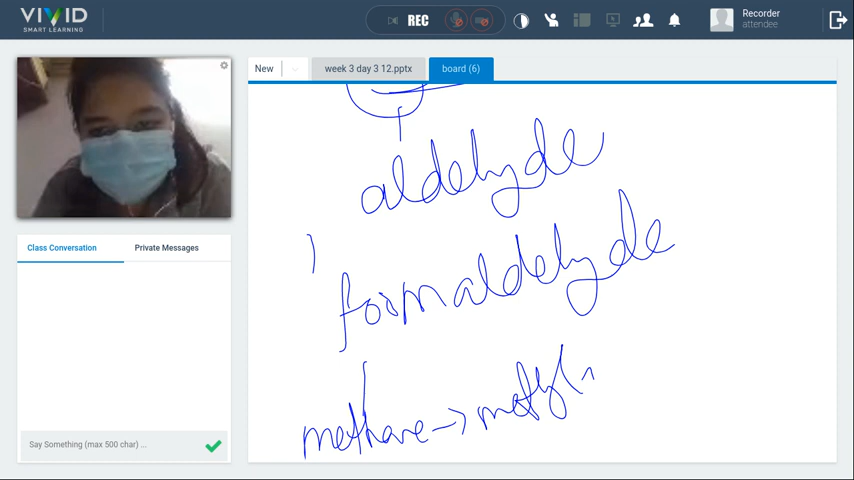 VIVID
SMART LEARNING
REC
Recorder
attendee
New
week 3 day 3 12.pptx
board (6)
aldehyde
)
formaldehyde
methane → methyl
Class Conversation
Private Messages
Say Something (max 500 char) ...